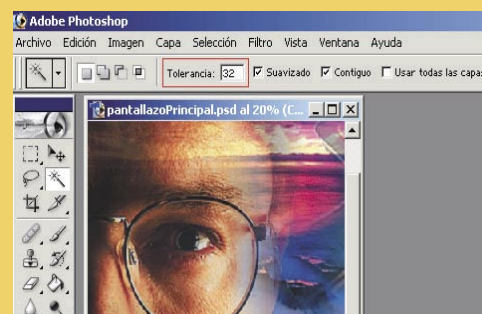 Adobe Photoshop
Archivo Edición Imagen Capa Selección Filtro Vista Ventana Ayuda
Tolerancia: 32 Suavizado Contiguo Usar todas las capas
pantallazoPrincipal.psd al 20% (C...